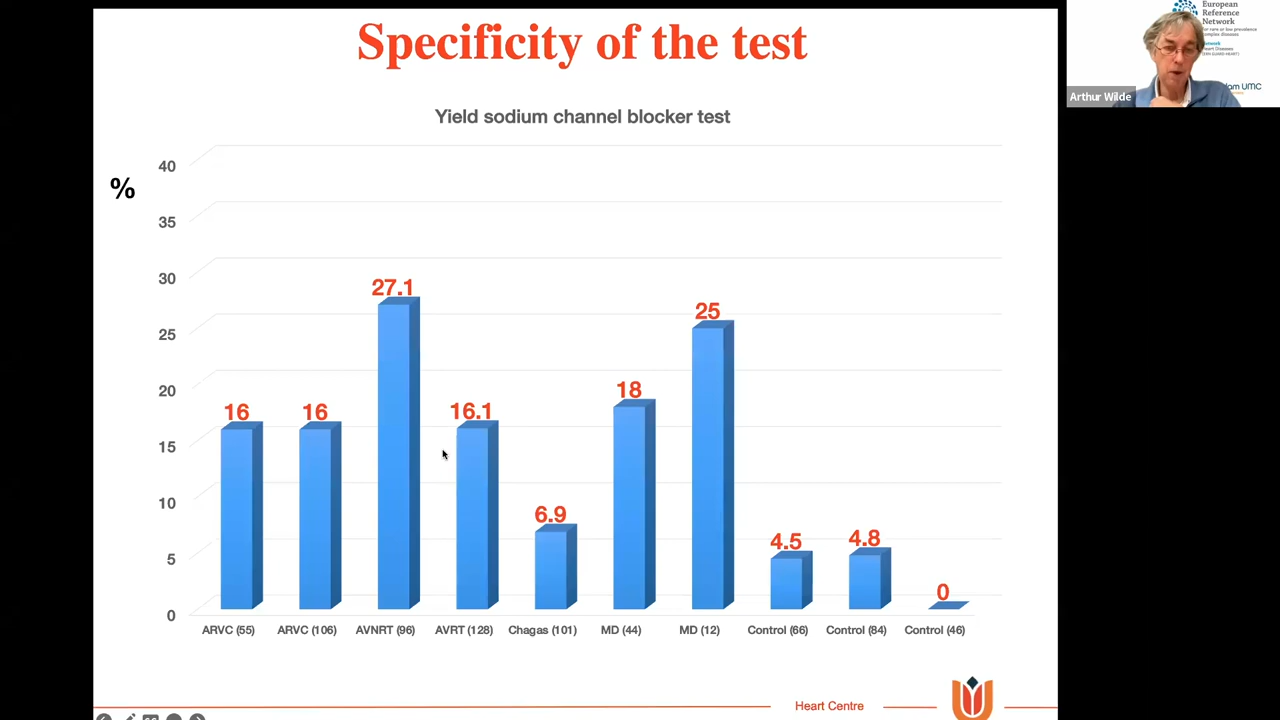 Specificity of the test
Yield sodium channel blocker test
%
40
35
30
25
20
15
10
5
0
16
16
27.1
16.1
6.9
18
25
4.5
4.8
0
ARVC (55)
ARVC (106)
AVNRT (96)
AVRT (128)
Chagas (101)
MD (44)
MD (12)
Control (66)
Control (84)
Control (46)
Heart Centre
European
Reference
Network
Heart Diseases
UMC
Arthur Wilde